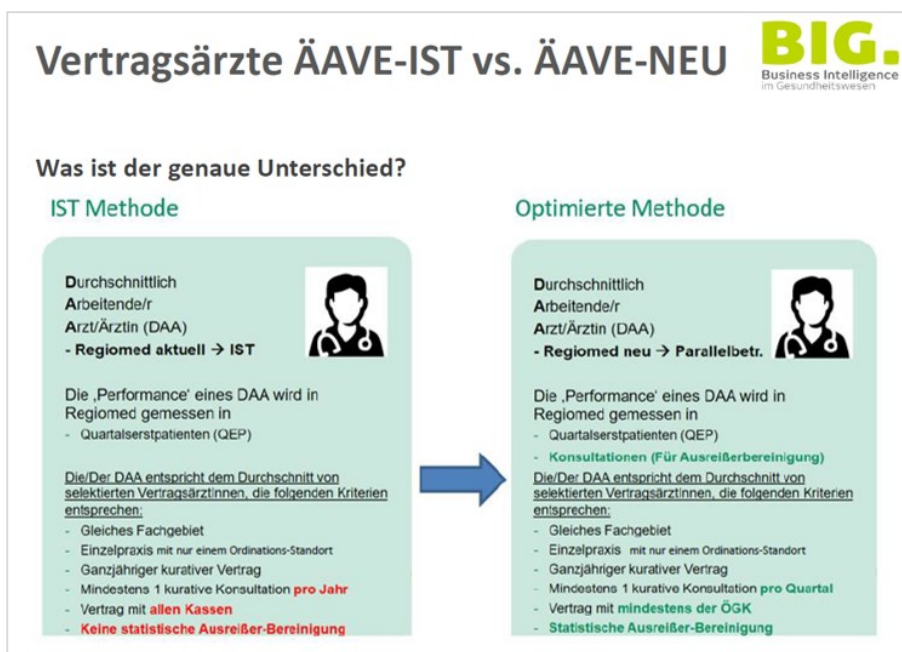 Vertragsärzte ÄAVE-IST vs. ÄAVE-NEU
BIG.
Business Intelligence
im Gesundheitswesen
Was ist der genaue Unterschied?
IST Methode
Durchschnittlich
Arbeitende/r
Arzt/Ärztin (DAA)
- Regiomed aktuell → IST
Die ‚Performance' eines DAA wird in
Regiomed gemessen in
- Quartalserstpatienten (QEP)
Die/Der DAA entspricht dem Durchschnitt von
selektierten VertragsärztInnen, die folgenden Kriterien
entsprechen:
- Gleiches Fachgebiet
- Einzelpraxis mit nur einem Ordinations-Standort
- Ganzjähriger kurativer Vertrag
- Mindestens 1 kurative Konsultation pro Jahr
- Vertrag mit allen Kassen
- Keine statistische Ausreißer-Bereinigung
Optimierte Methode
Durchschnittlich
Arbeitende/r
Arzt/Ärztin (DAA)
- Regiomed neu → Parallelbetr.
Die ‚Performance' eines DAA wird in
Regiomed gemessen in
- Quartalserstpatienten (QEP)
- Konsultationen (Für Ausreißerbereinigung)
Die/Der DAA entspricht dem Durchschnitt von
selektierten VertragsärztInnen, die folgenden Kriterien
entsprechen:
- Gleiches Fachgebiet
- Einzelpraxis mit nur einem Ordinations-Standort
- Ganzjähriger kurativer Vertrag
- Mindestens 1 kurative Konsultation pro Quartal
- Vertrag mit mindestens der ÖGK
- Statistische Ausreißer-Bereinigung